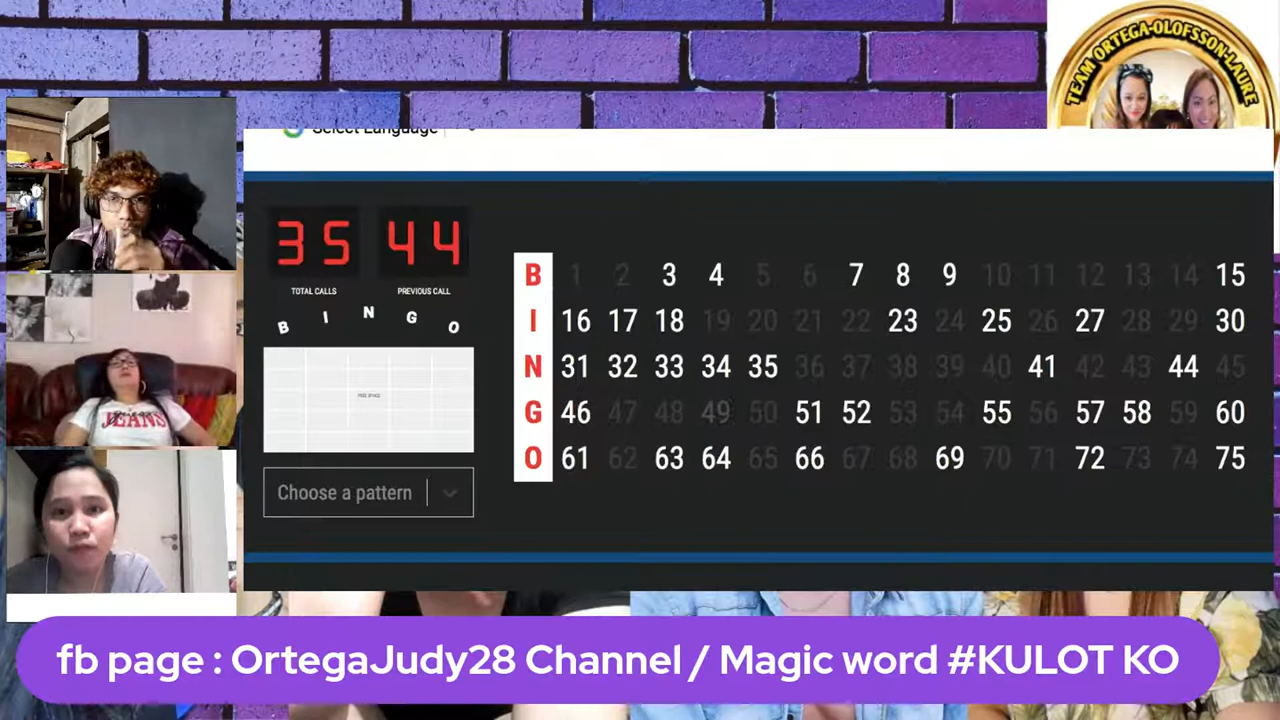 TEAM ORTEGA-OLOFSSON-LAURE
Select Language
35 44
TOTAL CALLS PREVIOUS CALL
B I N G O
FREE SPACE
Choose a pattern
B 1 2 3 4 5 6 7 8 9 10 11 12 13 14 15
I 16 17 18 19 20 21 22 23 24 25 26 27 28 29 30
N 31 32 33 34 35 36 37 38 39 40 41 42 43 44 45
G 46 47 48 49 50 51 52 53 54 55 56 57 58 59 60
O 61 62 63 64 65 66 67 68 69 70 71 72 73 74 75
JEANS
fb page : OrtegaJudy28 Channel / Magic word #KULOT KO